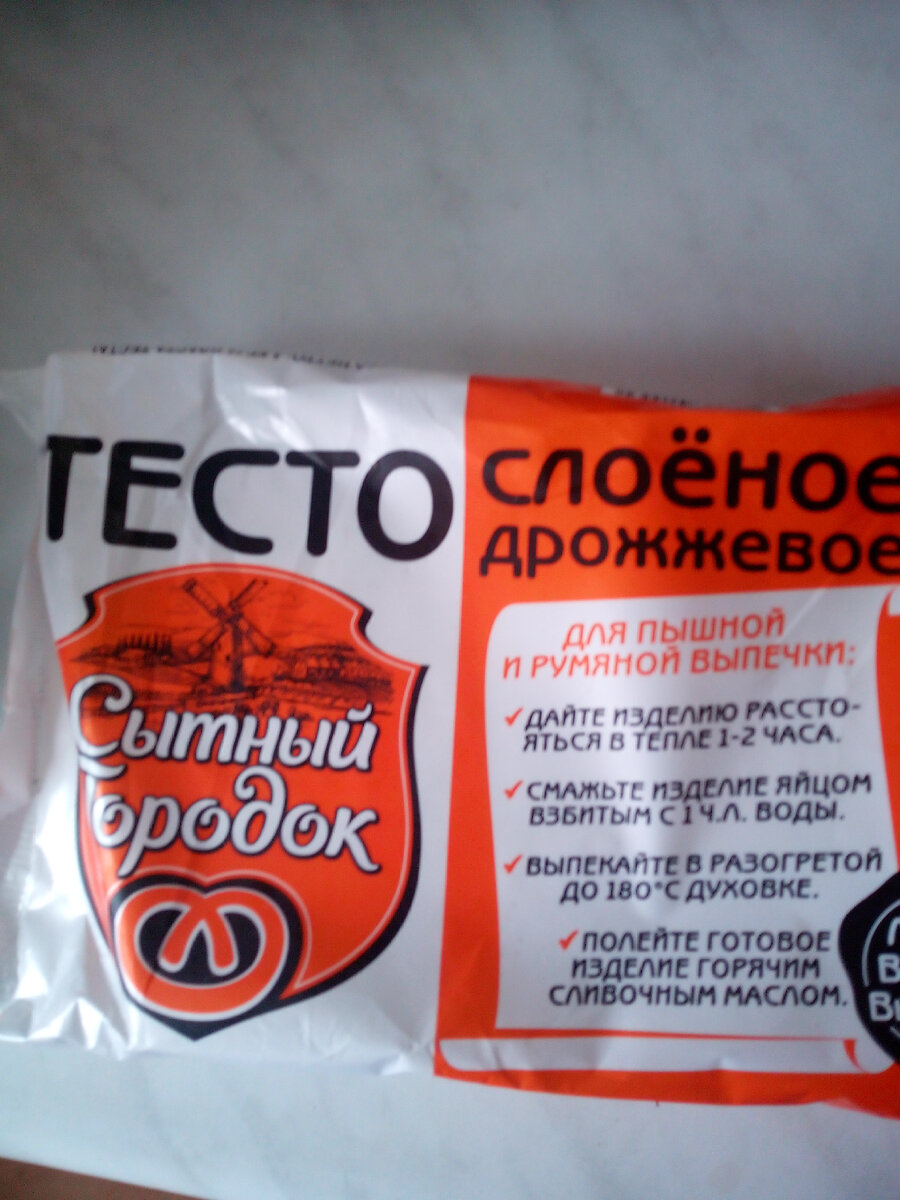 ТЕСТО
СЛОЁНОЕ
ДРОЖЖЕВОЕ
Сытный
Городок
ДЛЯ ПЫШНОЙ
И РУМЯНОЙ ВЫПЕЧКИ:
✓ДАЙТЕ ИЗДЕЛИЮ РАССТО-
ЯТЬСЯ В ТЕПЛЕ 1-2 ЧАСА.
✓СМАЖЬТЕ ИЗДЕЛИЕ ЯЙЦОМ
ВЗБИТЫМ С 1 Ч.Л. ВОДЫ.
✓ВЫПЕКАЙТЕ В РАЗОГРЕТОЙ
ДО 180°С ДУХОВКЕ.
✓ПОЛЕЙТЕ ГОТОВОЕ
ИЗДЕЛИЕ ГОРЯЧИМ
СЛИВОЧНЫМ МАСЛОМ.